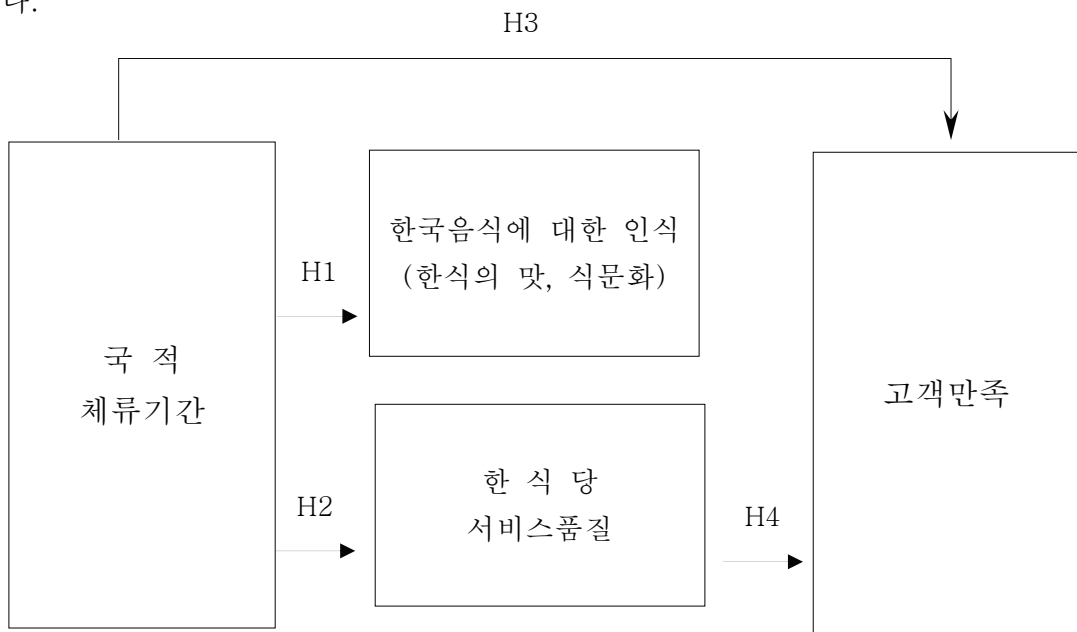 다.
H3
한국음식에 대한 인식
(한식의 맛, 식문화)
H1
국 적
체류기간
고객만족
한 식 당
서비스품질
H2
H4